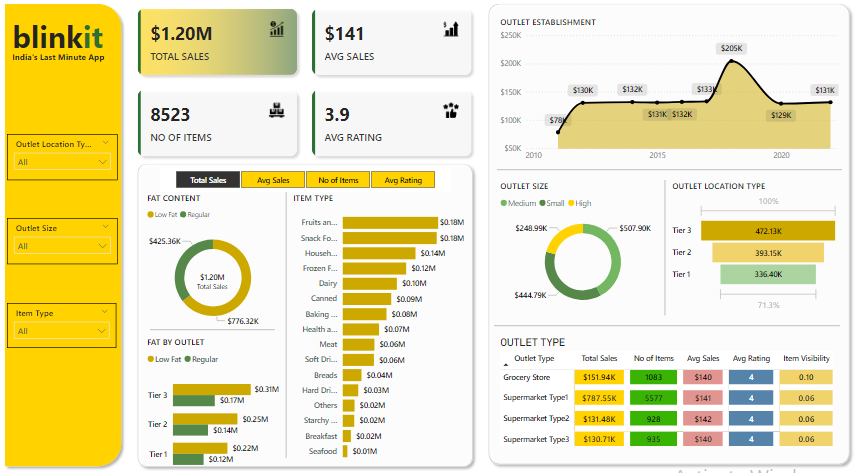 blinkit
India's Last Minute App
Outlet Location Ty...
All
Outlet Size
All
Item Type
All
$1.20M
TOTAL SALES
$141
AVG SALES
8523
NO OF ITEMS
3.9
AVG RATING
Total Sales Avg Sales No of Items Avg Rating
FAT CONTENT
Low Fat Regular
$425.36K
$1.20M
Total Sales
$776.32K
FAT BY OUTLET
Low Fat Regular
Tier 3 $0.31M
$0.17M
Tier 2 $0.25M
$0.14M
Tier 1 $0.22M
$0.12M
ITEM TYPE
Fruits an... $0.18M
Snack Fo... $0.18M
Househ... $0.14M
Frozen F... $0.12M
Dairy $0.10M
Canned $0.09M
Baking ... $0.08M
Health a... $0.07M
Meat $0.06M
Soft Dri... $0.06M
Breads $0.04M
Hard Dri... $0.03M
Others $0.02M
Starchy ... $0.02M
Breakfast $0.02M
Seafood $0.01M
OUTLET ESTABLISHMENT
$250K
$200K
$150K
$100K
$50K
$78K
$130K
$132K
$131K
$132K
$133K
$205K
$129K
$131K
2010 2015 2020
OUTLET SIZE
Medium Small High
$248.99K
$507.90K
$444.79K
OUTLET LOCATION TYPE
100%
Tier 3 472.13K
Tier 2 393.15K
Tier 1 336.40K
71.3%
OUTLET TYPE
Outlet Type Total Sales No of Items Avg Sales Avg Rating Item Visibility
Grocery Store $151.94K 1083 $140 4 0.10
Supermarket Type1 $787.55K 5577 $141 4 0.06
Supermarket Type2 $131.48K 928 $142 4 0.06
Supermarket Type3 $130.71K 935 $140 4 0.06